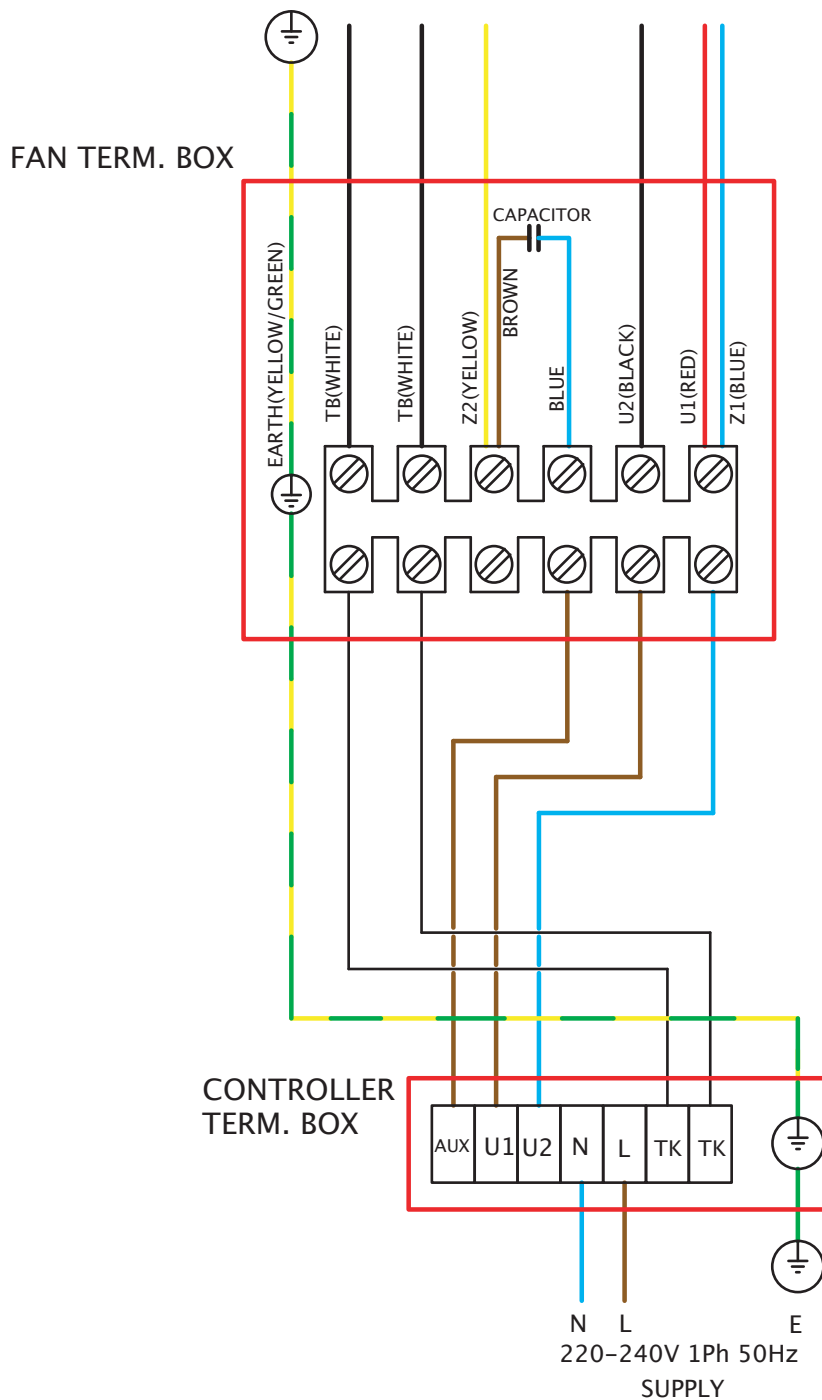 FAN TERM. BOX
CAPACITOR
EARTH(YELLOW/GREEN)
TB(WHITE)
TB(WHITE)
Z2(YELLOW)
BROWN
BLUE
U2(BLACK)
U1(RED)
Z1(BLUE)
CONTROLLER
TERM. BOX
AUX U1 U2 N L TK TK
N L E
220-240V 1Ph 50Hz
SUPPLY